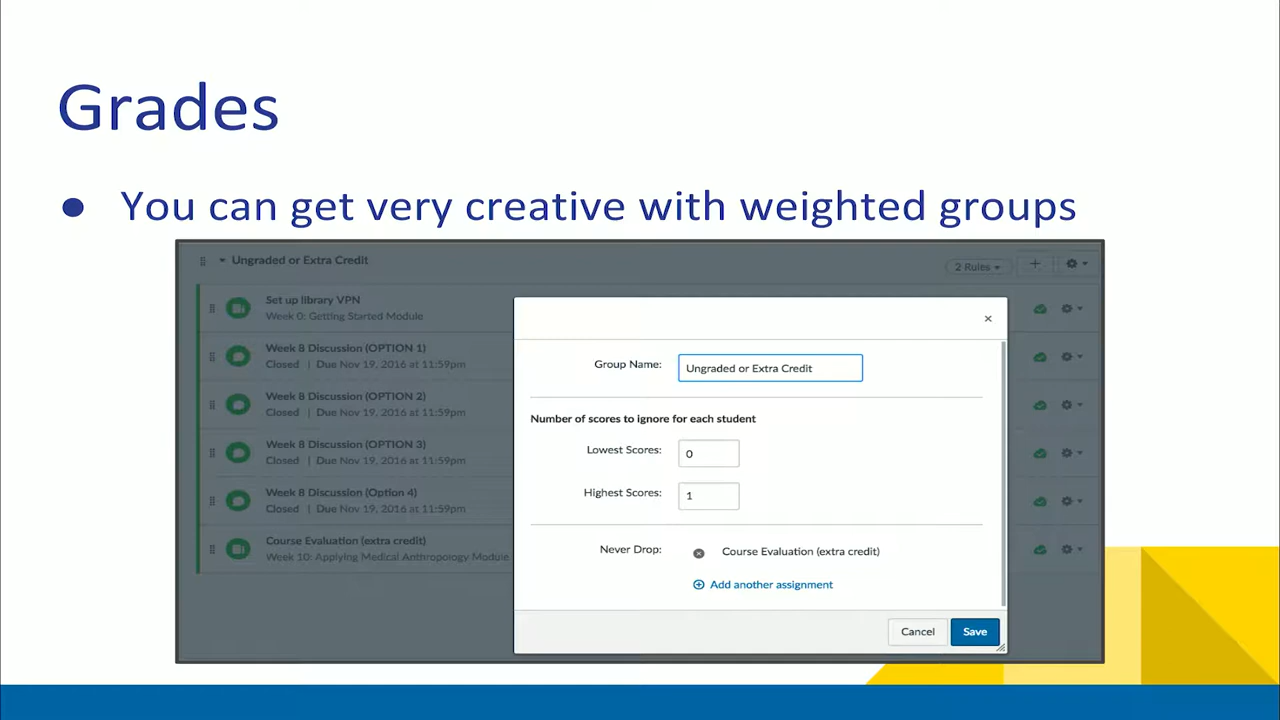 Grades
● You can get very creative with weighted groups
Ungraded or Extra Credit
2 Rules
Set up library VPN
Week 0: Getting Started Module
Week 8 Discussion (OPTION 1)
Closed | Due Nov 19, 2016 at 11:59pm
Week 8 Discussion (OPTION 2)
Closed | Due Nov 19, 2016 at 11:59pm
Week 8 Discussion (OPTION 3)
Closed | Due Nov 19, 2016 at 11:59pm
Week 8 Discussion (Option 4)
Closed | Due Nov 19, 2016 at 11:59pm
Course Evaluation (extra credit)
Week 10: Applying Medical Anthropology Module
×
Group Name: Ungraded or Extra Credit
Number of scores to ignore for each student
Lowest Scores: 0
Highest Scores: 1
Never Drop: Course Evaluation (extra credit)
Add another assignment
Cancel Save